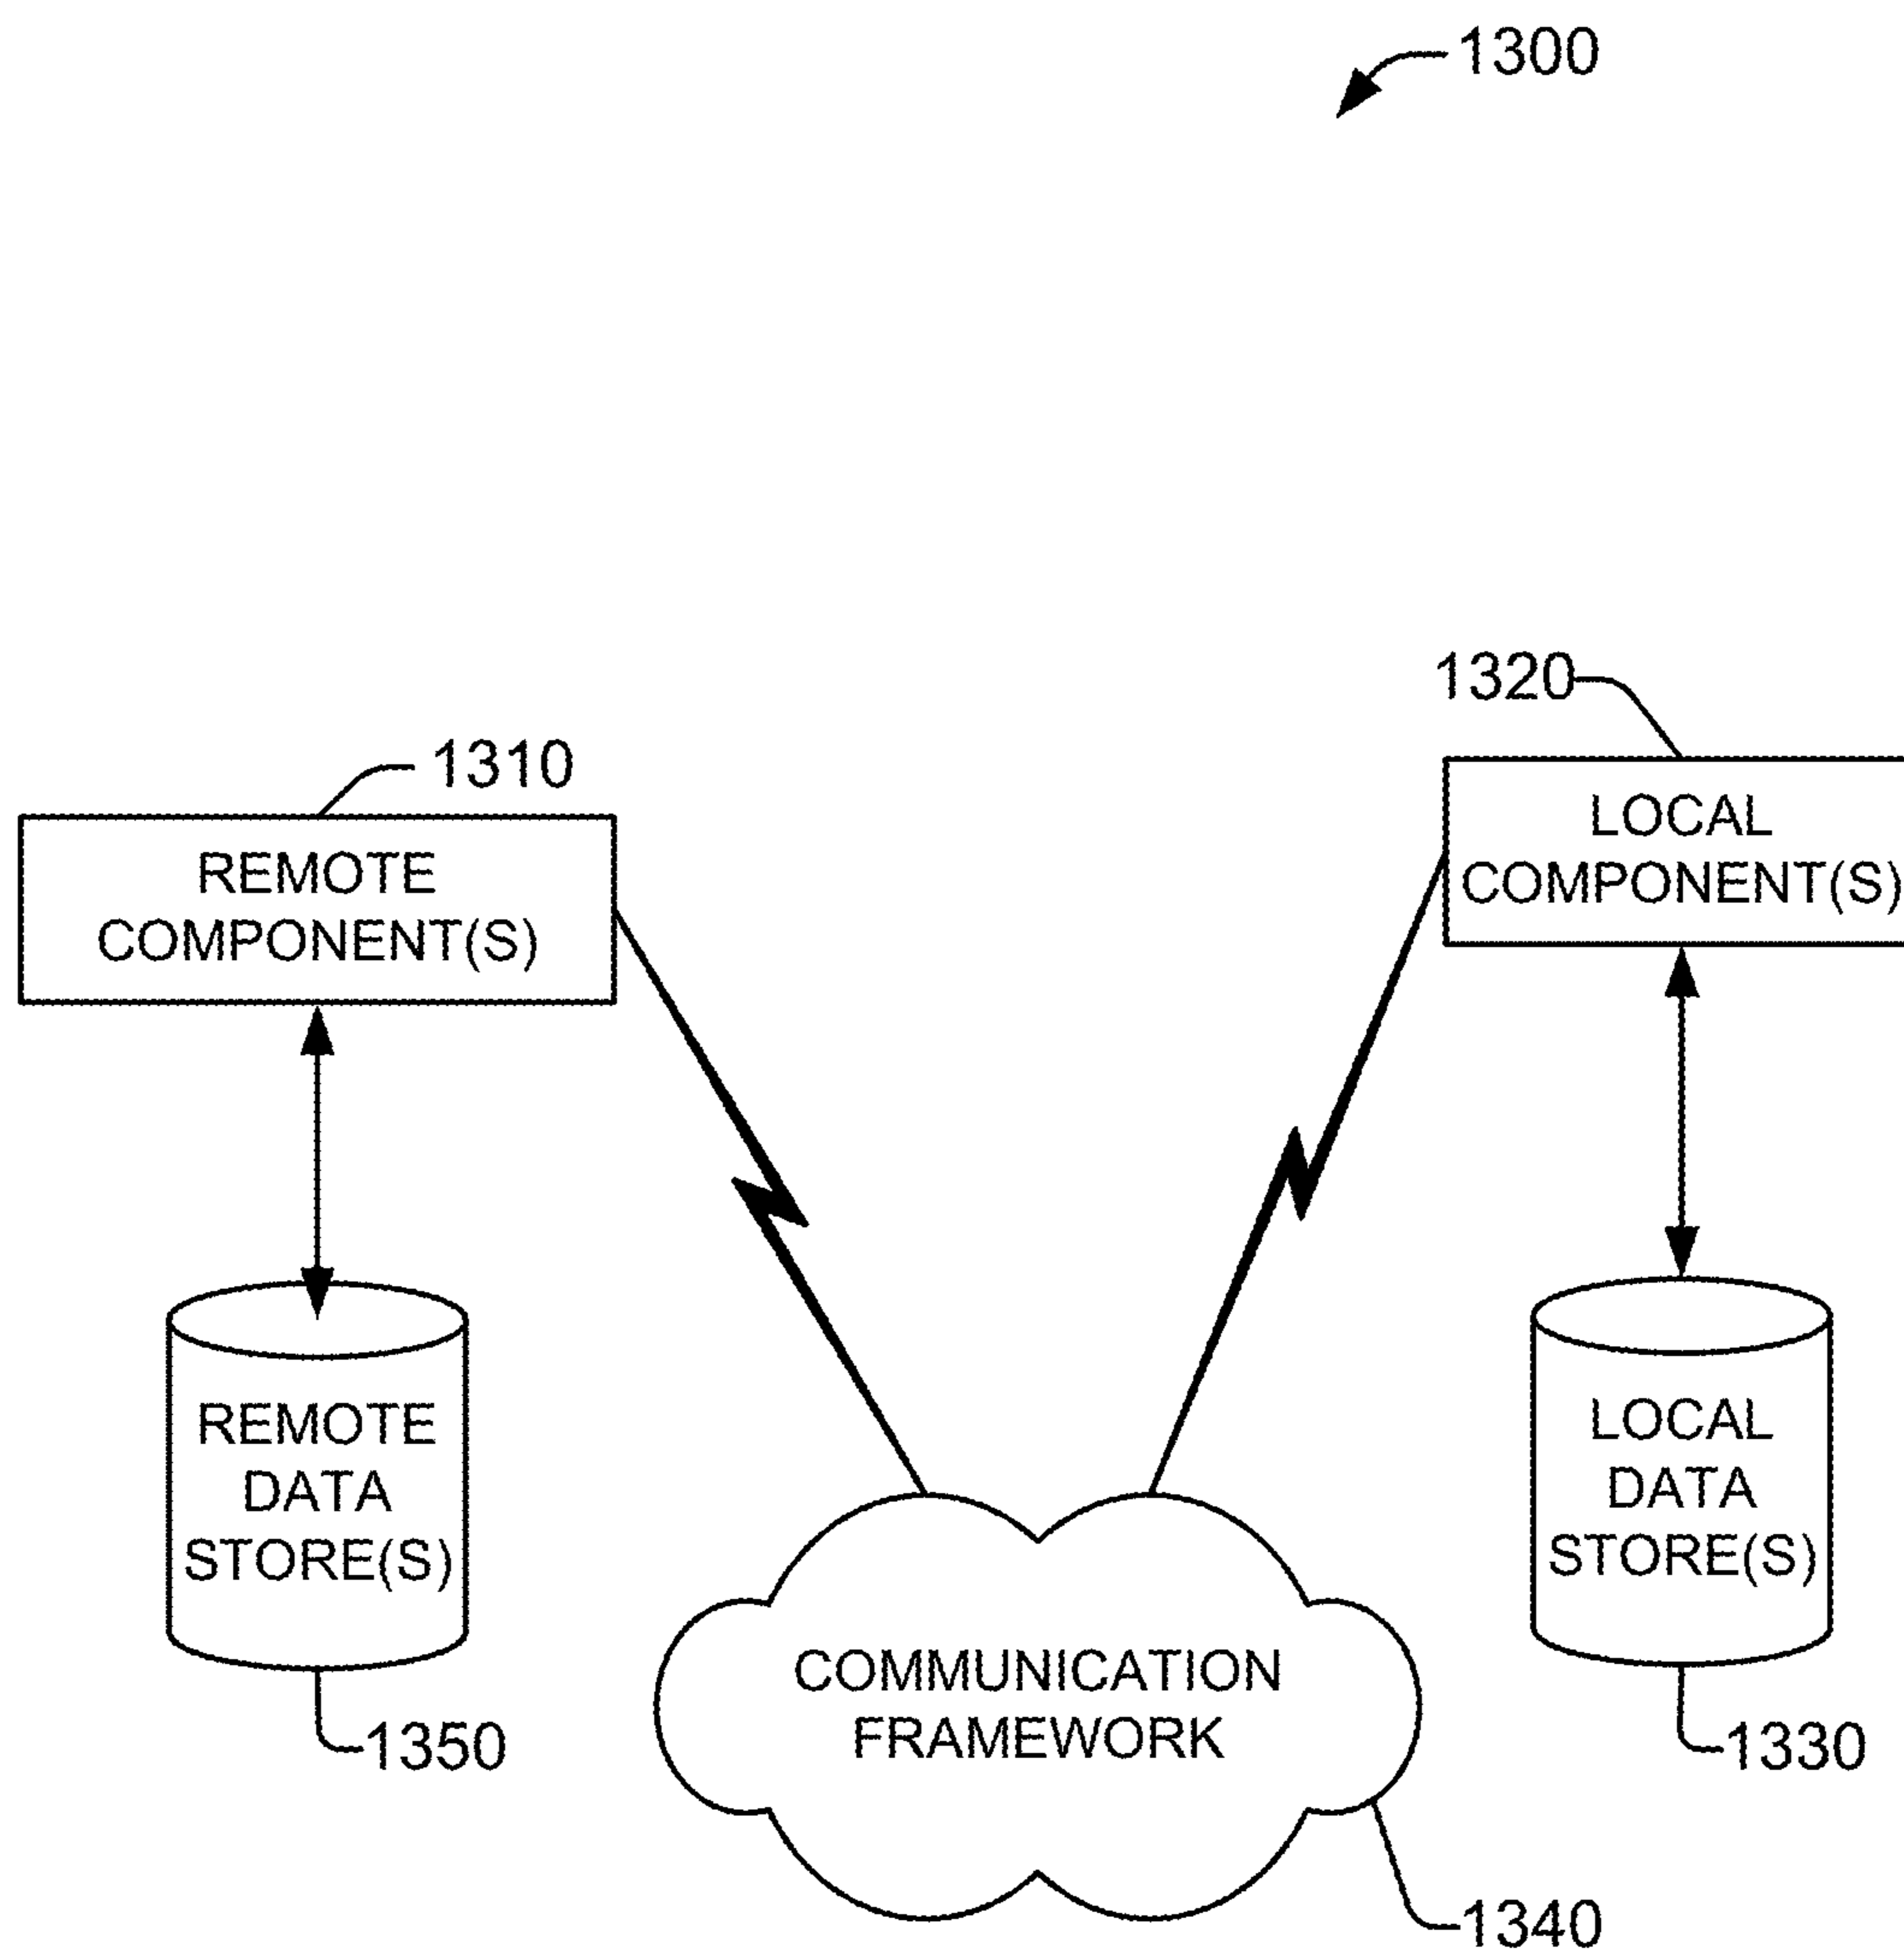 1300
1320
1310
LOCAL
COMPONENT(S)
REMOTE
COMPONENT(S)
REMOTE
DATA
STORE(S)
LOCAL
DATA
STORE(S)
COMMUNICATION
FRAMEWORK
1350
1330
1340